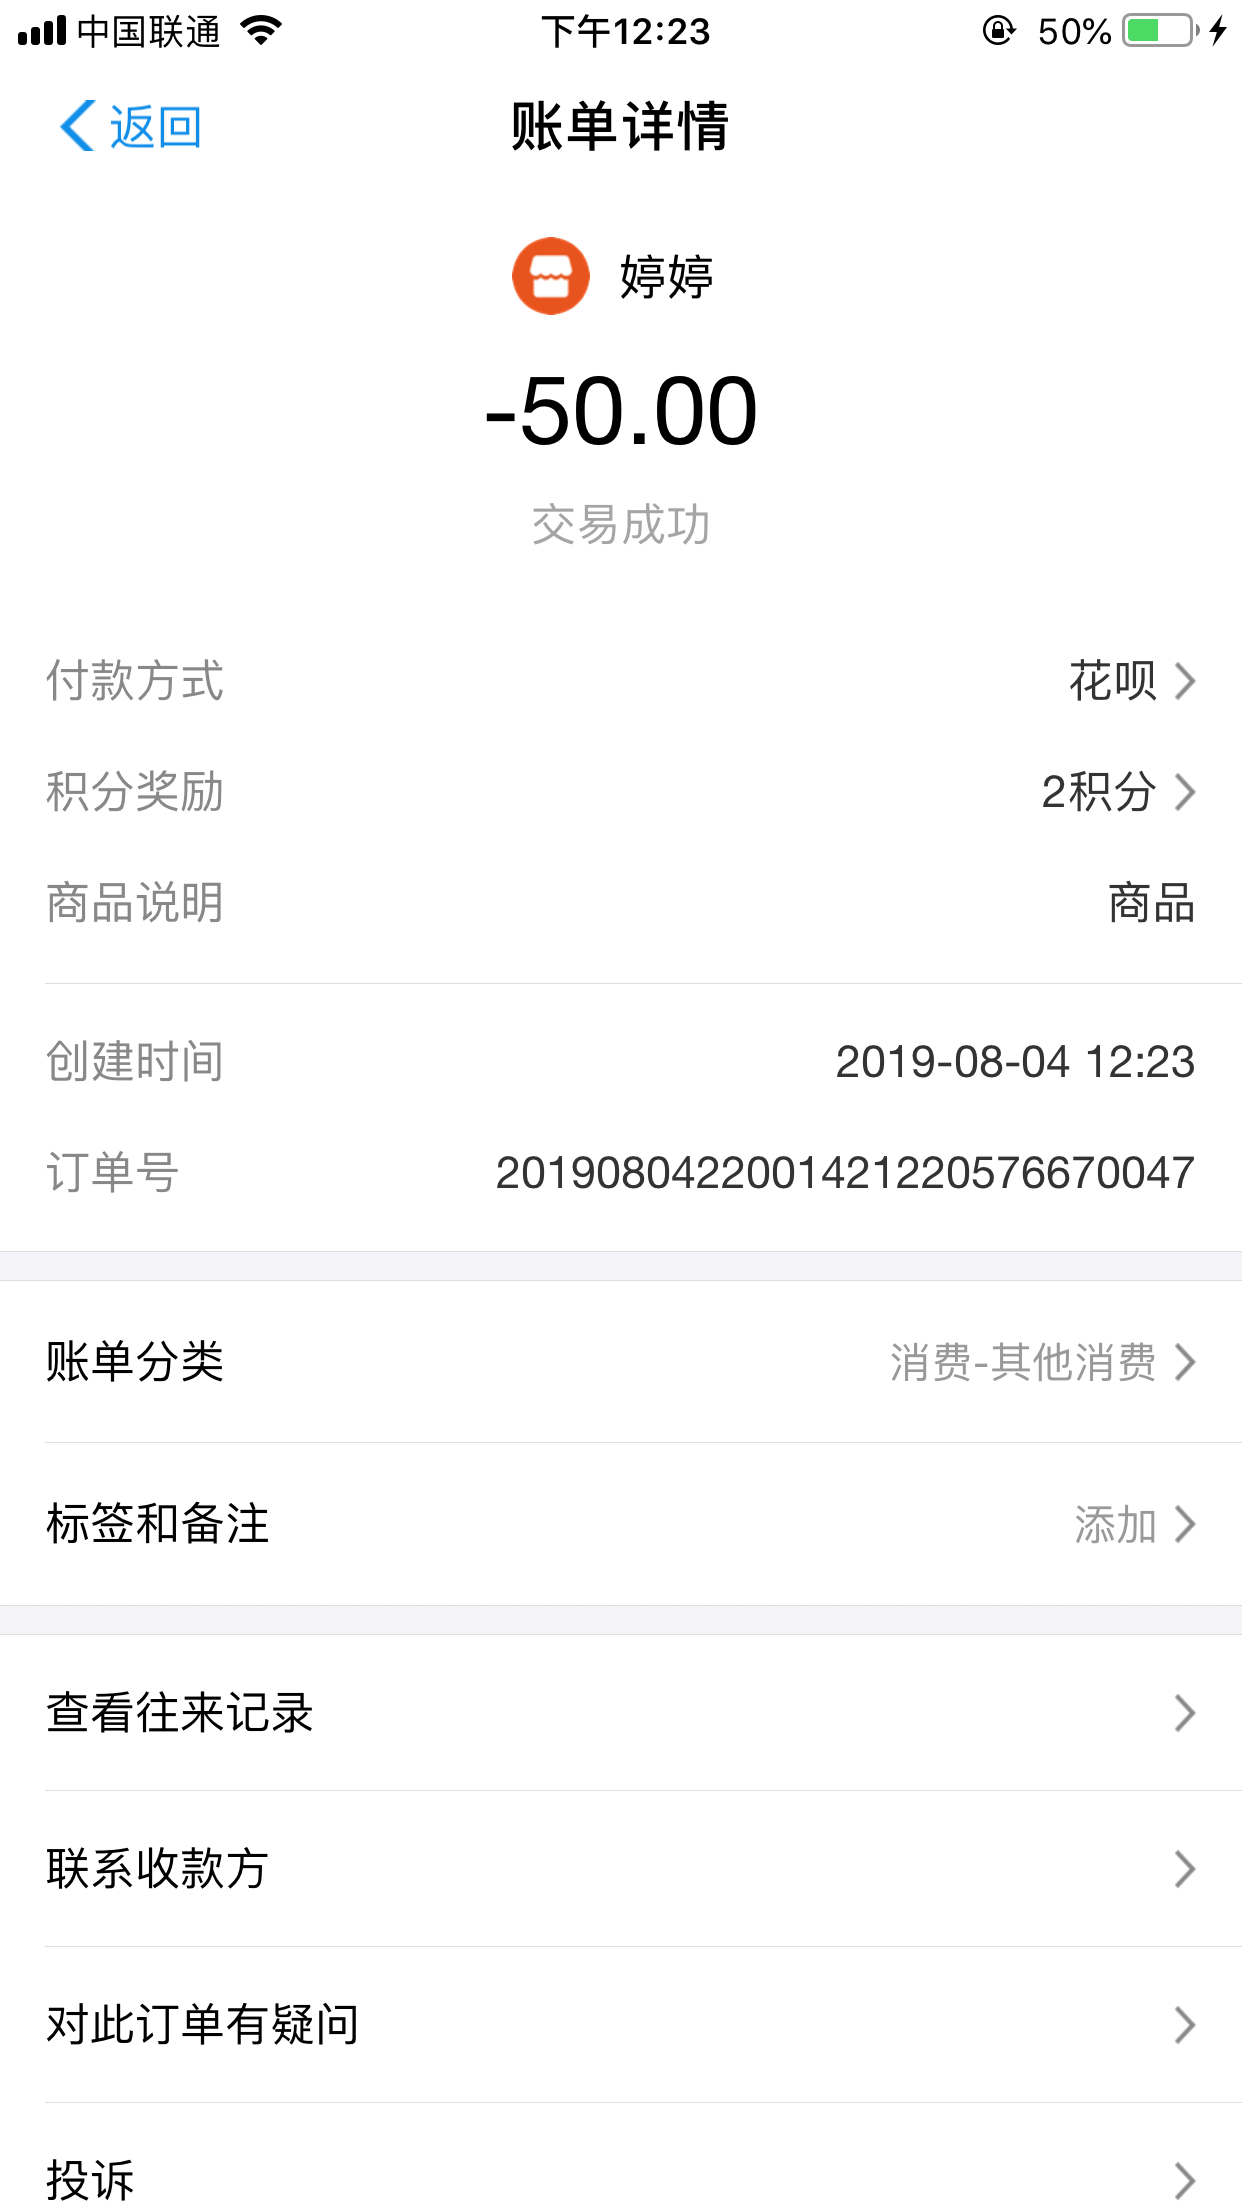 中国联通 下午12:23 50%
返回 账单详情
婷婷
-50.00
交易成功
付款方式 花呗
积分奖励 2积分
商品说明 商品
创建时间 2019-08-04 12:23
订单号 2019080422001421220576670047
账单分类 消费-其他消费
标签和备注 添加
查看往来记录
联系收款方
对此订单有疑问
投诉